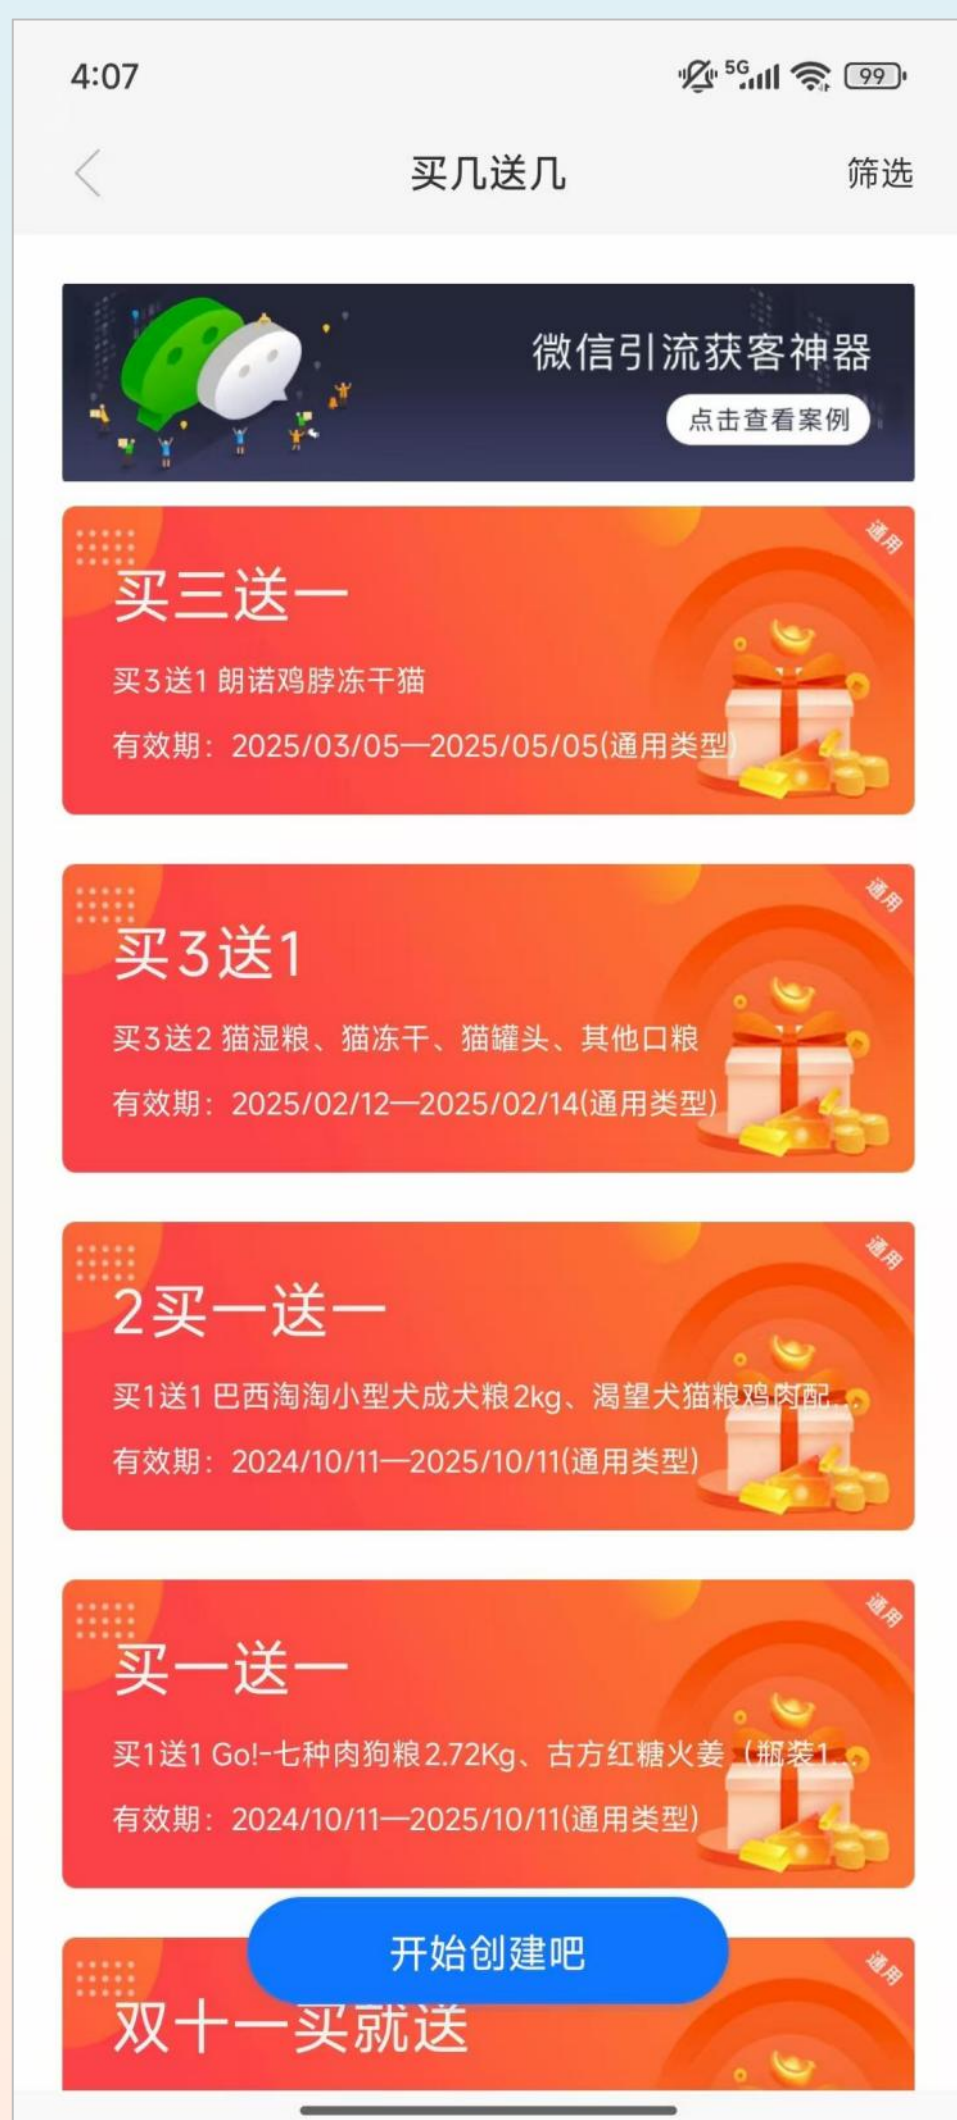 4:07
5G
99
买几送几
筛选
微信引流获客神器
点击查看案例
通用
买三送一
买3送1 朗诺鸡脖冻干猫
有效期：2025/03/05—2025/05/05(通用类型)
通用
买3送1
买3送2 猫湿粮、猫冻干、猫罐头、其他口粮
有效期：2025/02/12—2025/02/14(通用类型)
通用
2买一送一
买1送1 巴西淘淘小型犬成犬粮2kg、渴望犬猫粮鸡肉配...
有效期：2024/10/11—2025/10/11(通用类型)
通用
买一送一
买1送1 Go!-七种肉狗粮2.72Kg、古方红糖火姜（瓶装1...
有效期：2024/10/11—2025/10/11(通用类型)
开始创建吧
通用
双十一买就送